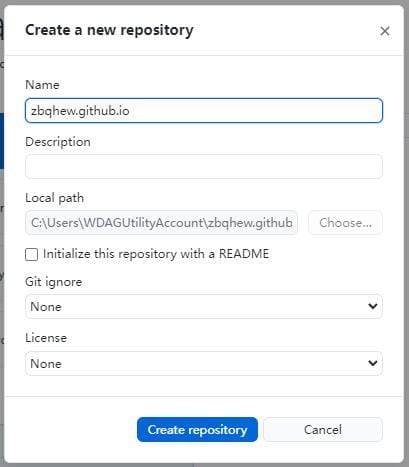 Create a new repository
Name
zbqhew.github.io
Description
Local path
C:\Users\WDAGUtilityAccount\zbqhew.github
Choose...
Initialize this repository with a README
Git ignore
None
License
None
Create repository
Cancel